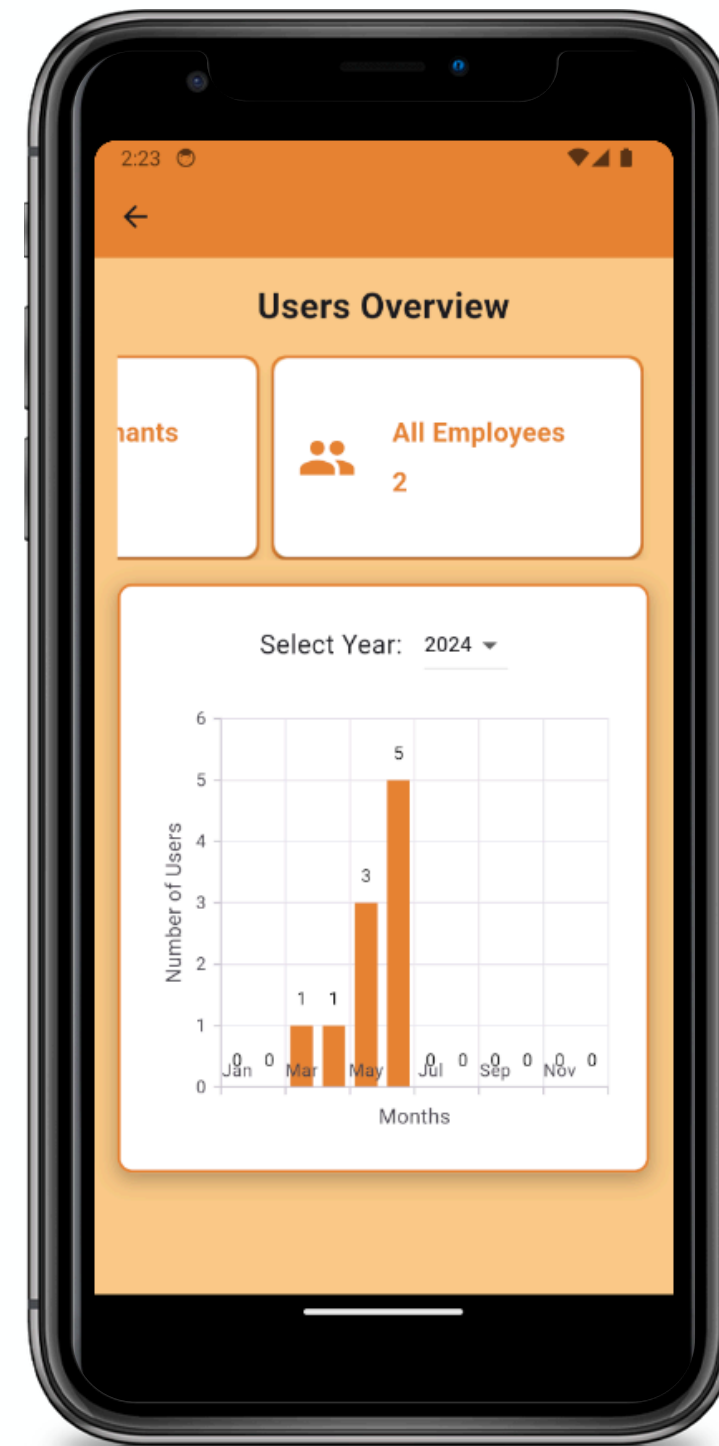 2:23
Users Overview
nants
All Employees
2
Select Year: 2024
6
5
4
3
2
1
0
Number of Users
0 0 1 1 3 5 0 0 0 0 0 0
Jan Mar May Jul Sep Nov
Months